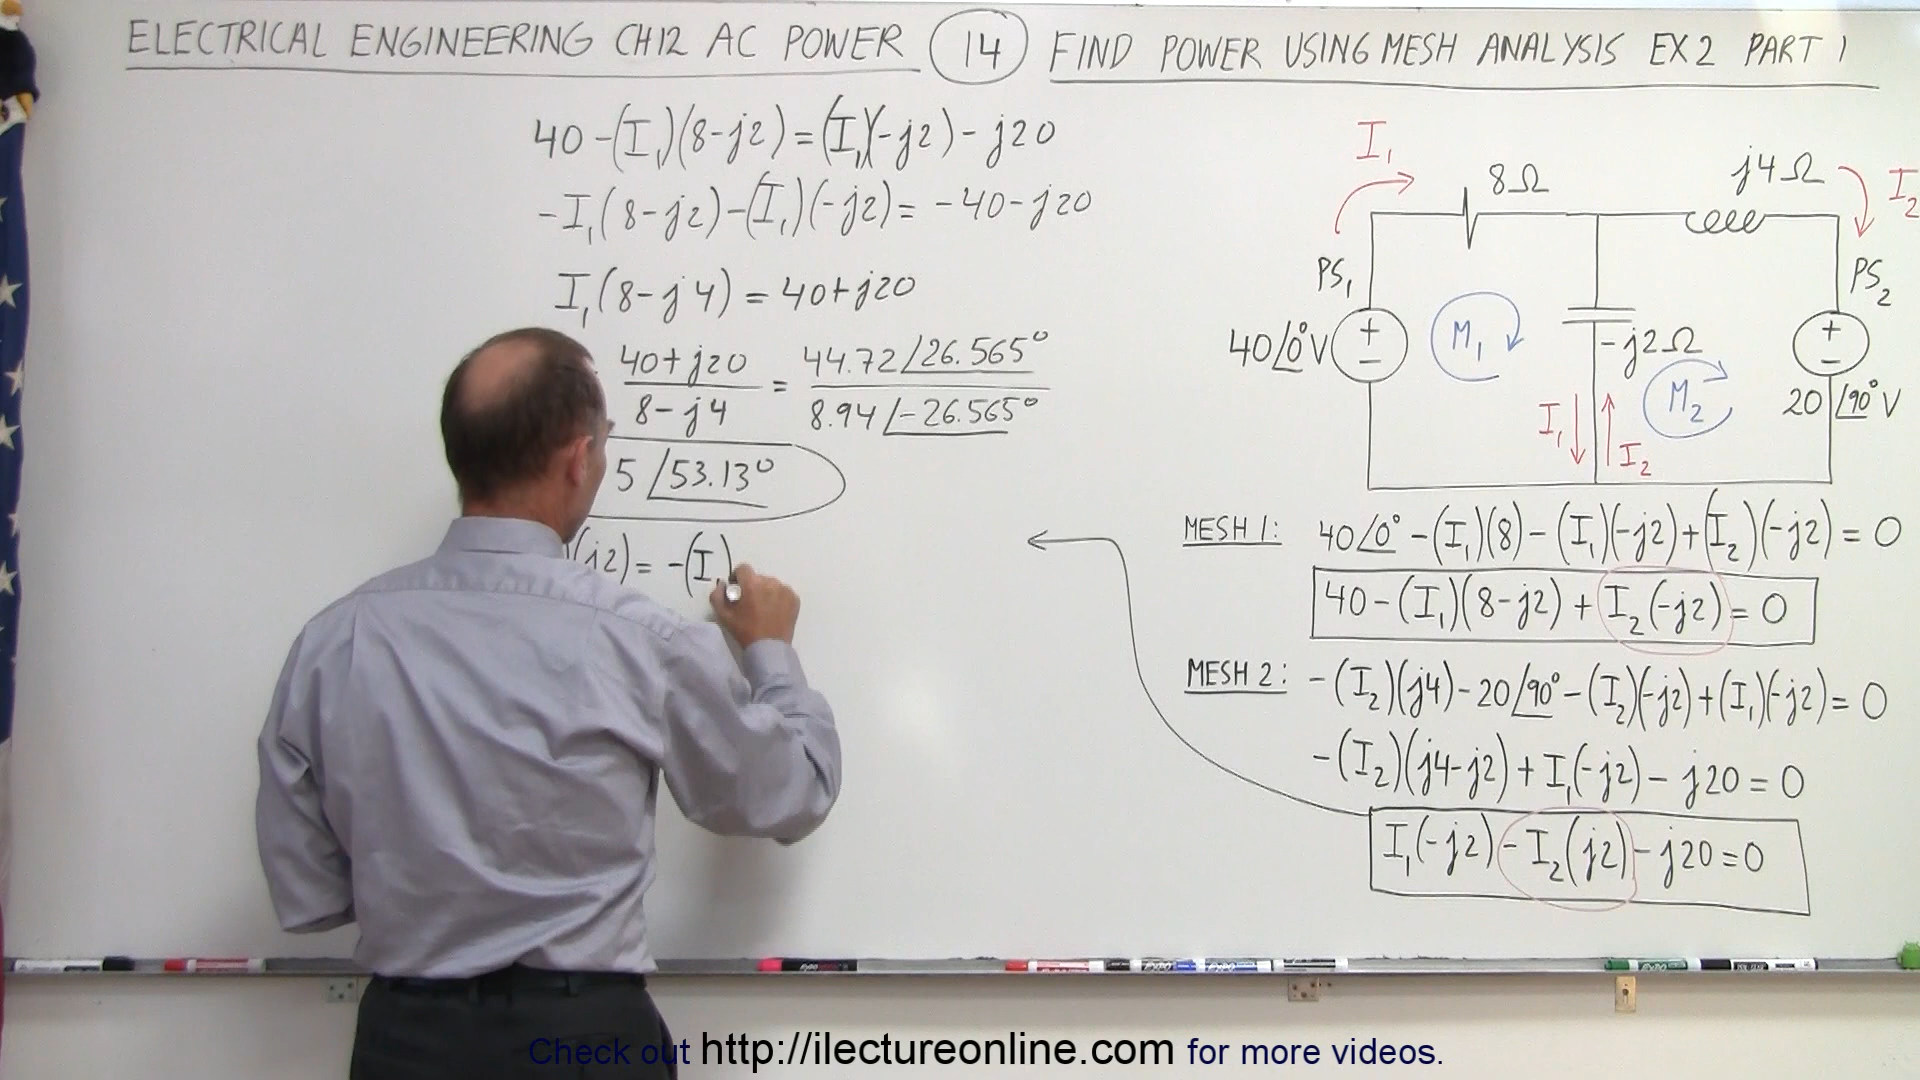 ELECTRICAL ENGINEERING CH12 AC POWER 14 FIND POWER USING MESH ANALYSIS EX 2 PART 1
40 - (I₁)(8-j2) = (I₁)(-j2) - j20
-I₁(8-j2) - (I₁)(-j2) = -40 - j20
I₁(8-j4) = 40+j20
40+j20 / 8-j4 = 44.72∠26.565° / 8.94∠-26.565°
5∠53.13°
(j2) = -(I₁)
I₁
8Ω
j4Ω
I₂
PS₁
PS₂
40∠0°V
+
−
M₁
-j2Ω
M₂
+
−
20∠90°V
I₁
I₂
MESH 1: 40∠0° - (I₁)(8) - (I₁)(-j2) + (I₂)(-j2) = 0
40 - (I₁)(8-j2) + I₂(-j2) = 0
MESH 2: -(I₂)(j4) - 20∠90° - (I₂)(-j2) + (I₁)(-j2) = 0
-(I₂)(j4-j2) + I₁(-j2) - j20 = 0
I₁(-j2) - I₂(j2) - j20 = 0
EXPO
Check out http://ilectureonline.com for more videos.